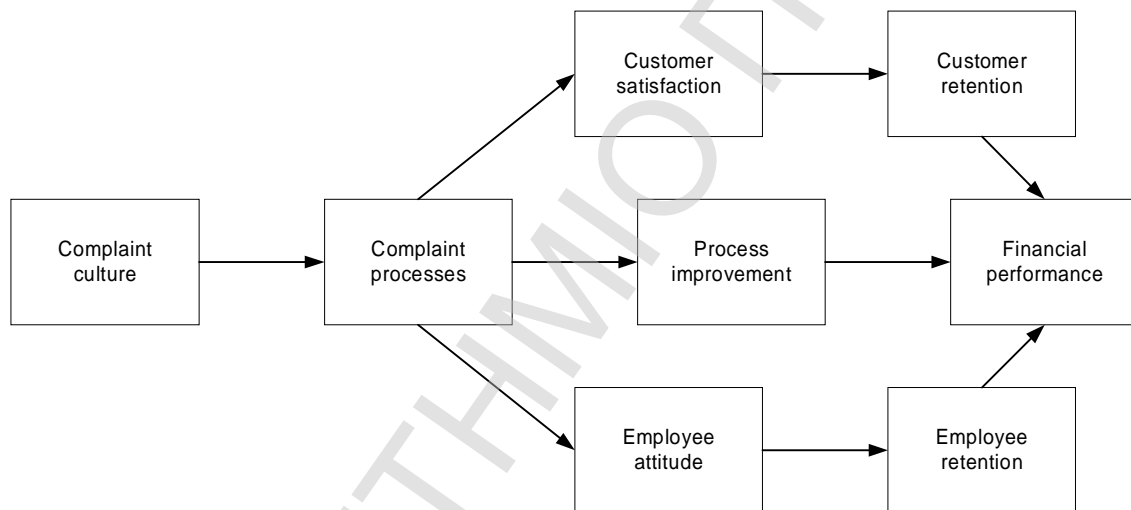 Customer
satisfaction
Customer
retention
Complaint
culture
Complaint
processes
Process
improvement
Financial
performance
Employee
attitude
Employee
retention